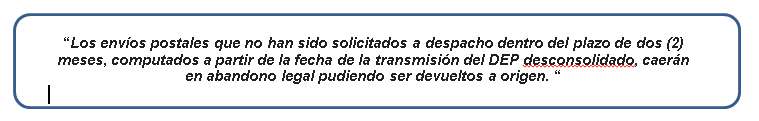 “Los envíos postales que no han sido solicitados a despacho dentro del plazo de dos (2)
meses, computados a partir de la fecha de la transmisión del DEP desconsolidado, caerán
en abandono legal pudiendo ser devueltos a origen. “